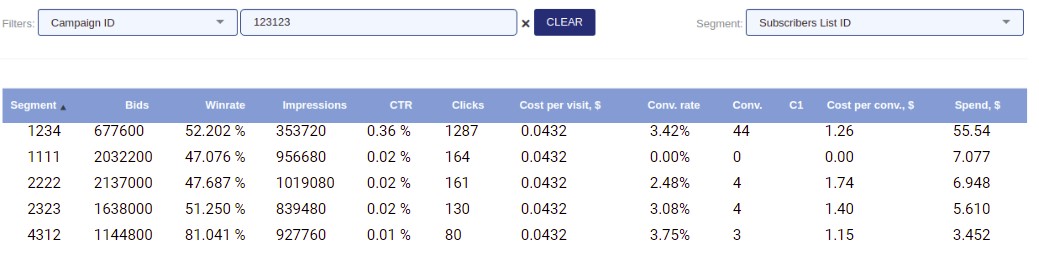 Filters: Campaign ID 123123 × CLEAR Segment: Subscribers List ID
Segment ▲ Bids Winrate Impressions CTR Clicks Cost per visit, $ Conv. rate Conv. C1 Cost per conv., $ Spend, $
1234 677600 52.202 % 353720 0.36 % 1287 0.0432 3.42% 44 1.26 55.54
1111 2032200 47.076 % 956680 0.02 % 164 0.0432 0.00% 0 0.00 7.077
2222 2137000 47.687 % 1019080 0.02 % 161 0.0432 2.48% 4 1.74 6.948
2323 1638000 51.250 % 839480 0.02 % 130 0.0432 3.08% 4 1.40 5.610
4312 1144800 81.041 % 927760 0.01 % 80 0.0432 3.75% 3 1.15 3.452